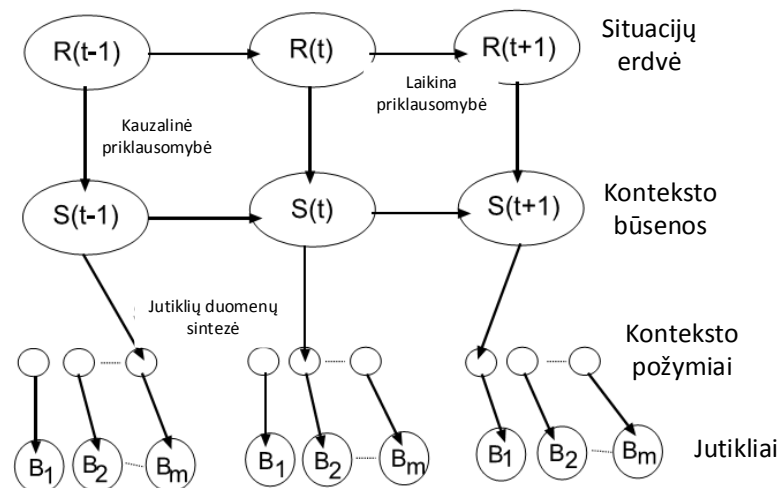 R(t-1)
R(t)
R(t+1)
Situacijų
erdvė
Laikina
priklausomybė
Kauzalinė
priklausomybė
S(t-1)
S(t)
S(t+1)
Konteksto
būsenos
Jutiklių duomenų
sintezė
Konteksto
požymiai
B1
B2
Bm
B1
B2
Bm
B1
B2
Bm
Jutikliai